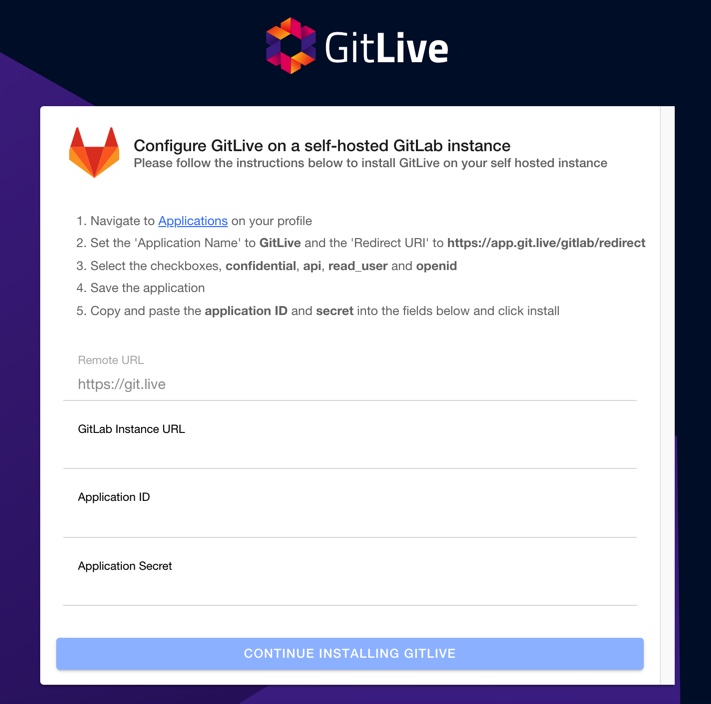 GitLive
Configure GitLive on a self-hosted GitLab instance
Please follow the instructions below to install GitLive on your self hosted instance
1. Navigate to Applications on your profile
2. Set the 'Application Name' to GitLive and the 'Redirect URI' to https://app.git.live/gitlab/redirect
3. Select the checkboxes, confidential, api, read_user and openid
4. Save the application
5. Copy and paste the application ID and secret into the fields below and click install
Remote URL
https://git.live
GitLab Instance URL
Application ID
Application Secret
CONTINUE INSTALLING GITLIVE